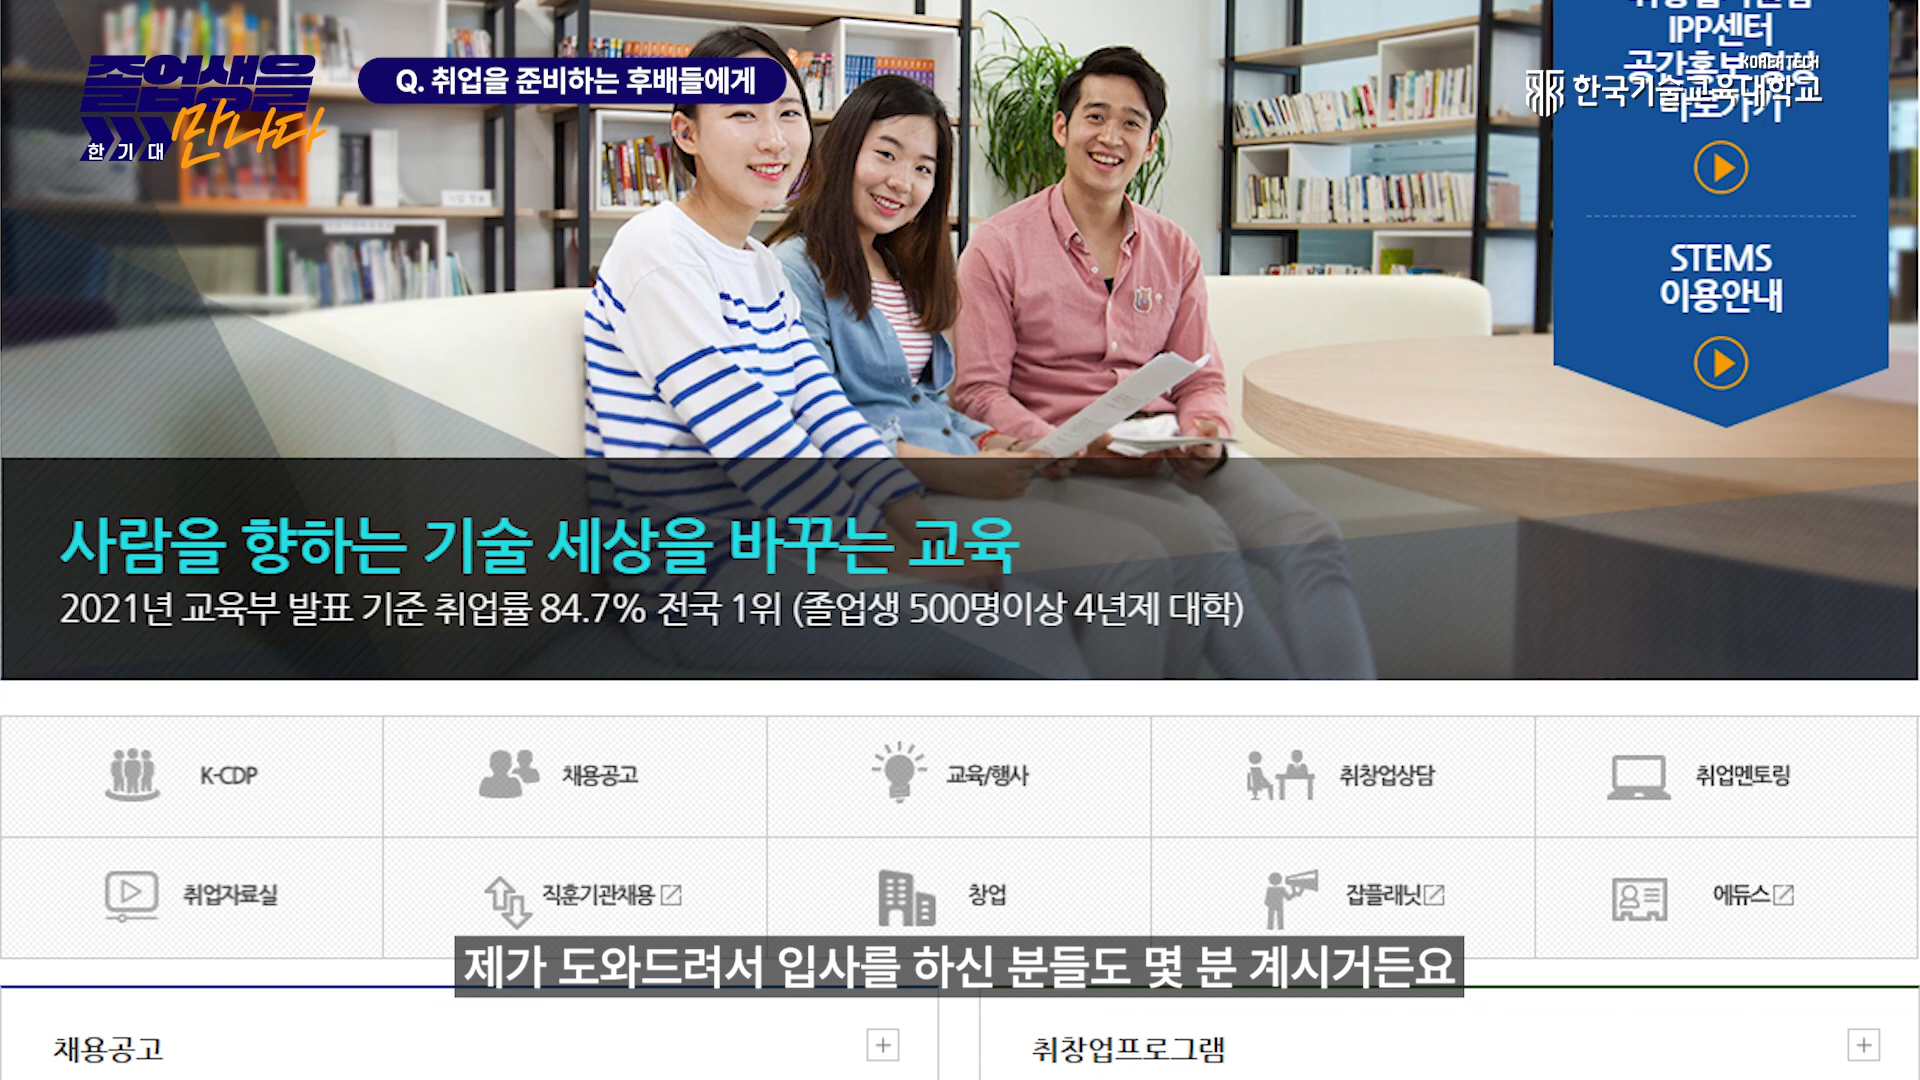 졸업생을
만나다
한기대
Q. 취업을 준비하는 후배들에게
IPP센터
KOREATECH
한국기술교육대학교
바로가기
STEMS
이용안내
사람을 향하는 기술 세상을 바꾸는 교육
2021년 교육부 발표 기준 취업률 84.7% 전국 1위 (졸업생 500명이상 4년제 대학)
K-CDP
채용공고
교육/행사
취창업상담
취업멘토링
취업자료실
직훈기관채용
창업
잡플래닛
에듀스
제가 도와드려서 입사를 하신 분들도 몇 분 계시거든요
채용공고
취창업프로그램